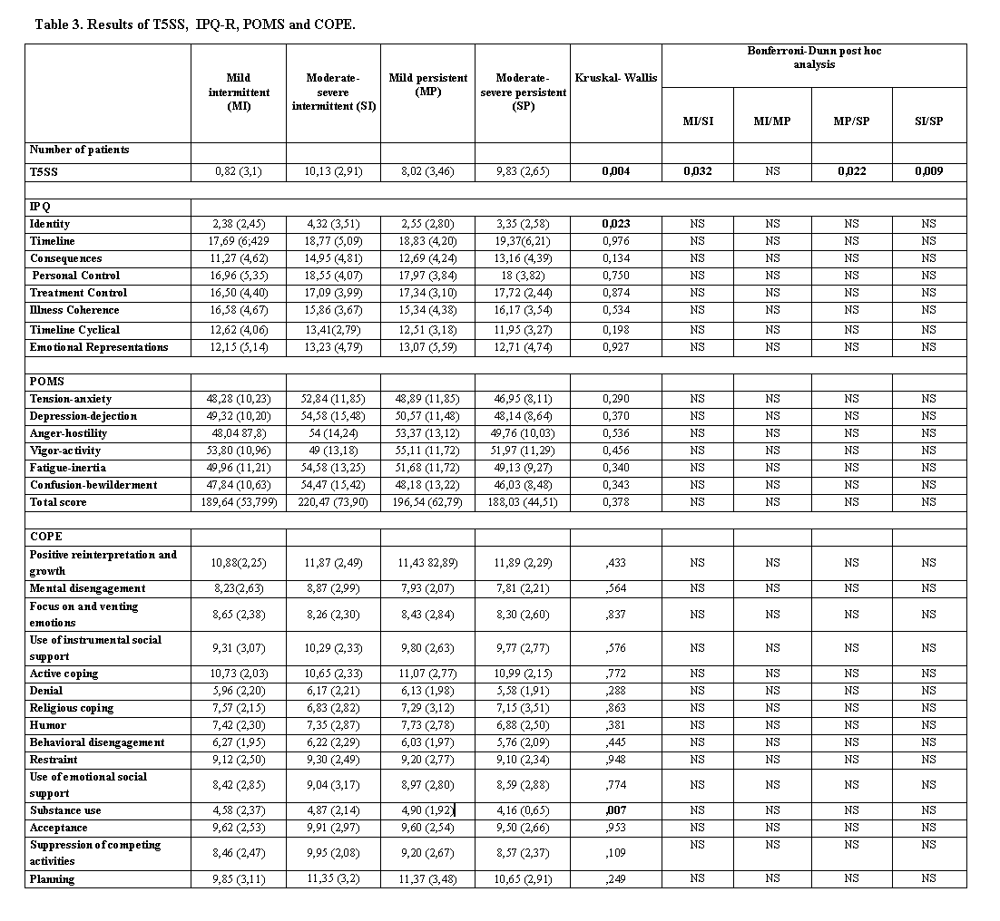 Table 3. Results of T5SS, IPQ-R, POMS and COPE.
Mild intermittent (MI) Moderate-severe intermittent (SI) Mild persistent (MP) Moderate-severe persistent (SP) Kruskal- Wallis Bonferroni-Dunn post hoc analysis
MI/SI MI/MP MP/SP SI/SP
Number of patients
T5SS 0,82 (3,1) 10,13 (2,91) 8,02 (3,46) 9,83 (2,65) 0,004 0,032 NS 0,022 0,009
IPQ
Identity 2,38 (2,45) 4,32 (3,51) 2,55 (2,80) 3,35 (2,58) 0,023 NS NS NS NS
Timeline 17,69 (6;429 18,77 (5,09) 18,83 (4,20) 19,37(6,21) 0,976 NS NS NS NS
Consequences 11,27 (4,62) 14,95 (4,81) 12,69 (4,24) 13,16 (4,39) 0,134 NS NS NS NS
Personal Control 16,96 (5,35) 18,55 (4,07) 17,97 (3,84) 18 (3,82) 0,750 NS NS NS NS
Treatment Control 16,50 (4,40) 17,09 (3,99) 17,34 (3,10) 17,72 (2,44) 0,874 NS NS NS NS
Illness Coherence 16,58 (4,67) 15,86 (3,67) 15,34 (4,38) 16,17 (3,54) 0,534 NS NS NS NS
Timeline Cyclical 12,62 (4,06) 13,41(2,79) 12,51 (3,18) 11,95 (3,27) 0,198 NS NS NS NS
Emotional Representations 12,15 (5,14) 13,23 (4,79) 13,07 (5,59) 12,71 (4,74) 0,927 NS NS NS NS
POMS
Tension-anxiety 48,28 (10,23) 52,84 (11,85) 48,89 (11,85) 46,95 (8,11) 0,290 NS NS NS NS
Depression-dejection 49,32 (10,20) 54,58 (15,48) 50,57 (11,48) 48,14 (8,64) 0,370 NS NS NS NS
Anger-hostility 48,04 87,8) 54 (14,24) 53,37 (13,12) 49,76 (10,03) 0,536 NS NS NS NS
Vigor-activity 53,80 (10,96) 49 (13,18) 55,11 (11,72) 51,97 (11,29) 0,456 NS NS NS NS
Fatigue-inertia 49,96 (11,21) 54,58 (13,25) 51,68 (11,72) 49,13 (9,27) 0,340 NS NS NS NS
Confusion-bewilderment 47,84 (10,63) 54,47 (15,42) 48,18 (13,22) 46,03 (8,48) 0,343 NS NS NS NS
Total score 189,64 (53,799) 220,47 (73,90) 196,54 (62,79) 188,03 (44,51) 0,378 NS NS NS NS
COPE
Positive reinterpretation and growth 10,88(2,25) 11,87 (2,49) 11,43 82,89) 11,89 (2,29) ,433 NS NS NS NS
Mental disengagement 8,23(2,63) 8,87 (2,99) 7,93 (2,07) 7,81 (2,21) ,564 NS NS NS NS
Focus on and venting emotions 8,65 (2,38) 8,26 (2,30) 8,43 (2,84) 8,30 (2,60) ,837 NS NS NS NS
Use of instrumental social support 9,31 (3,07) 10,29 (2,33) 9,80 (2,63) 9,77 (2,77) ,576 NS NS NS NS
Active coping 10,73 (2,03) 10,65 (2,33) 11,07 (2,77) 10,99 (2,15) ,772 NS NS NS NS
Denial 5,96 (2,20) 6,17 (2,21) 6,13 (1,98) 5,58 (1,91) ,288 NS NS NS NS
Religious coping 7,57 (2,15) 6,83 (2,82) 7,29 (3,12) 7,15 (3,51) ,863 NS NS NS NS
Humor 7,42 (2,30) 7,35 (2,87) 7,73 (2,78) 6,88 (2,50) ,381 NS NS NS NS
Behavioral disengagement 6,27 (1,95) 6,22 (2,29) 6,03 (1,97) 5,76 (2,09) ,445 NS NS NS NS
Restraint 9,12 (2,50) 9,30 (2,49) 9,20 (2,77) 9,10 (2,34) ,948 NS NS NS NS
Use of emotional social support 8,42 (2,85) 9,04 (3,17) 8,97 (2,80) 8,59 (2,88) ,774 NS NS NS NS
Substance use 4,58 (2,37) 4,87 (2,14) 4,90 (1,92) 4,16 (0,65) ,007 NS NS NS NS
Acceptance 9,62 (2,53) 9,91 (2,97) 9,60 (2,54) 9,50 (2,66) ,953 NS NS NS NS
Suppression of competing activities 8,46 (2,47) 9,95 (2,08) 9,20 (2,67) 8,57 (2,37) ,109 NS NS NS NS
Planning 9,85 (3,11) 11,35 (3,2) 11,37 (3,48) 10,65 (2,91) ,249 NS NS NS NS